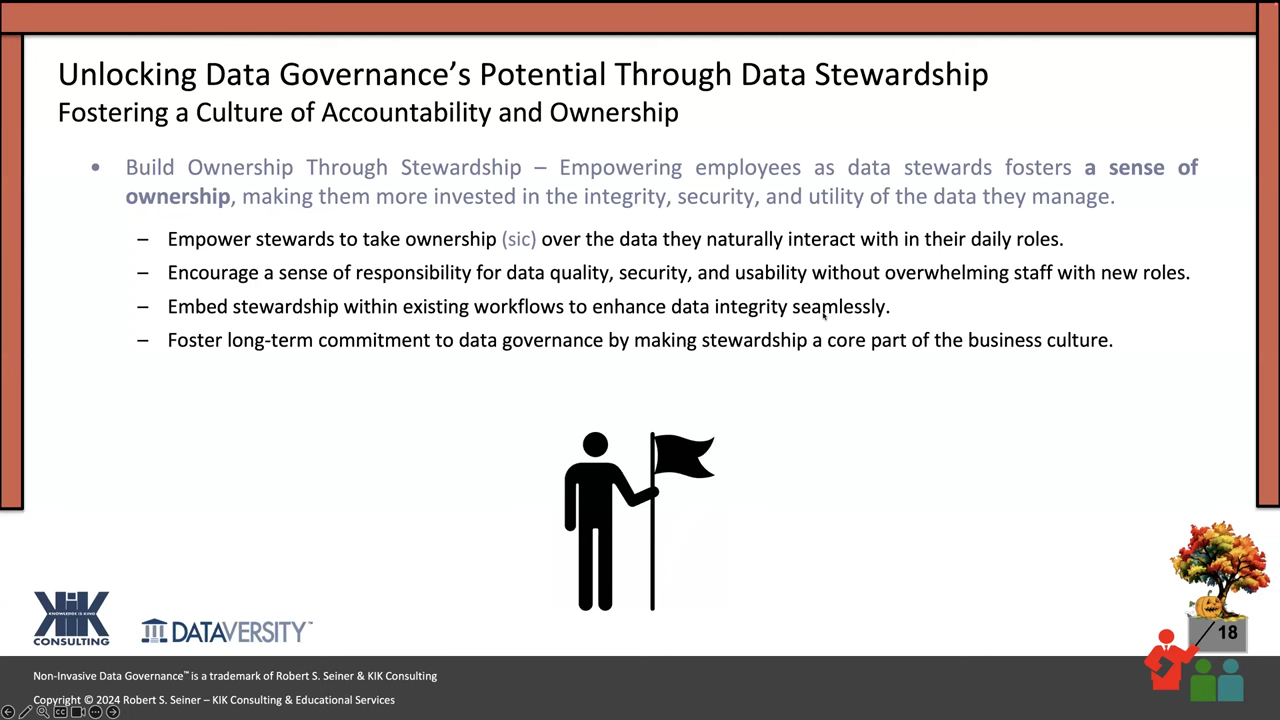 Unlocking Data Governance's Potential Through Data Stewardship
Fostering a Culture of Accountability and Ownership
• Build Ownership Through Stewardship – Empowering employees as data stewards fosters a sense of
ownership, making them more invested in the integrity, security, and utility of the data they manage.
– Empower stewards to take ownership (sic) over the data they naturally interact with in their daily roles.
– Encourage a sense of responsibility for data quality, security, and usability without overwhelming staff with new roles.
– Embed stewardship within existing workflows to enhance data integrity seamlessly.
– Foster long-term commitment to data governance by making stewardship a core part of the business culture.
KIK
KNOWLEDGE IS KING
CONSULTING
DATAVERSITY™
18
Non-Invasive Data Governance™ is a trademark of Robert S. Seiner & KIK Consulting
Copyright © 2024 Robert S. Seiner – KIK Consulting & Educational Services